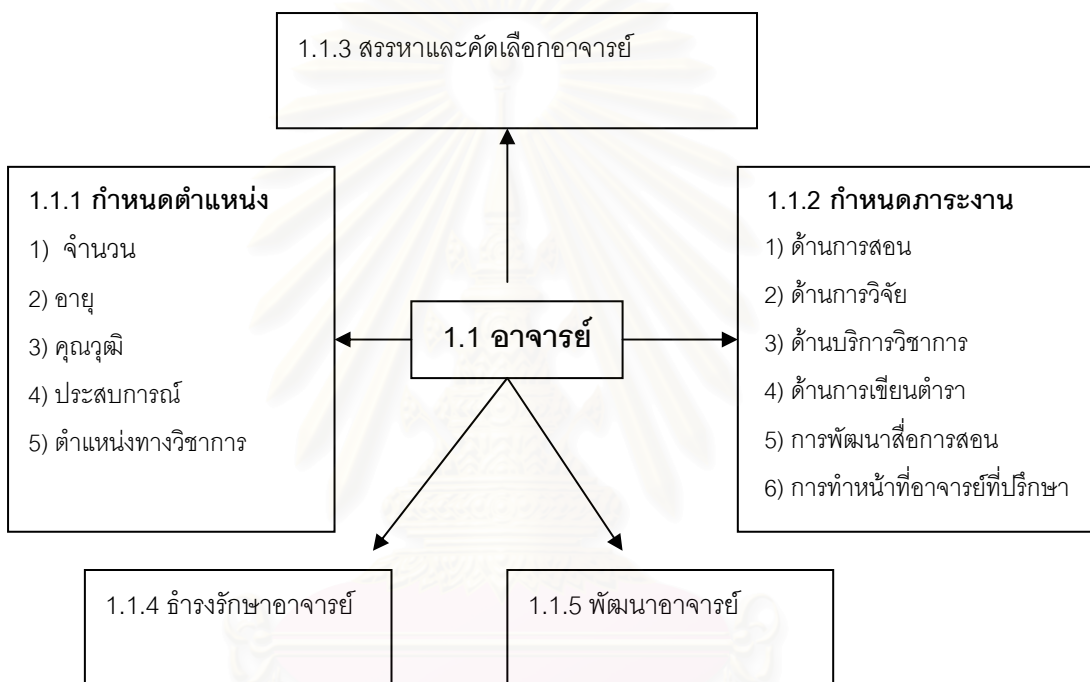 1.1.3 สรรหาและคัดเลือกอาจารย์
1.1.1 กำหนดตำแหน่ง
1) จำนวน
2) อายุ
3) คุณวุฒิ
4) ประสบการณ์
5) ตำแหน่งทางวิชาการ
1.1 อาจารย์
1.1.2 กำหนดภาระงาน
1) ด้านการสอน
2) ด้านการวิจัย
3) ด้านบริการวิชาการ
4) ด้านการเขียนตำรา
5) การพัฒนาสื่อการสอน
6) การทำหน้าที่อาจารย์ที่ปรึกษา
1.1.4 ธำรงรักษาอาจารย์
1.1.5 พัฒนาอาจารย์